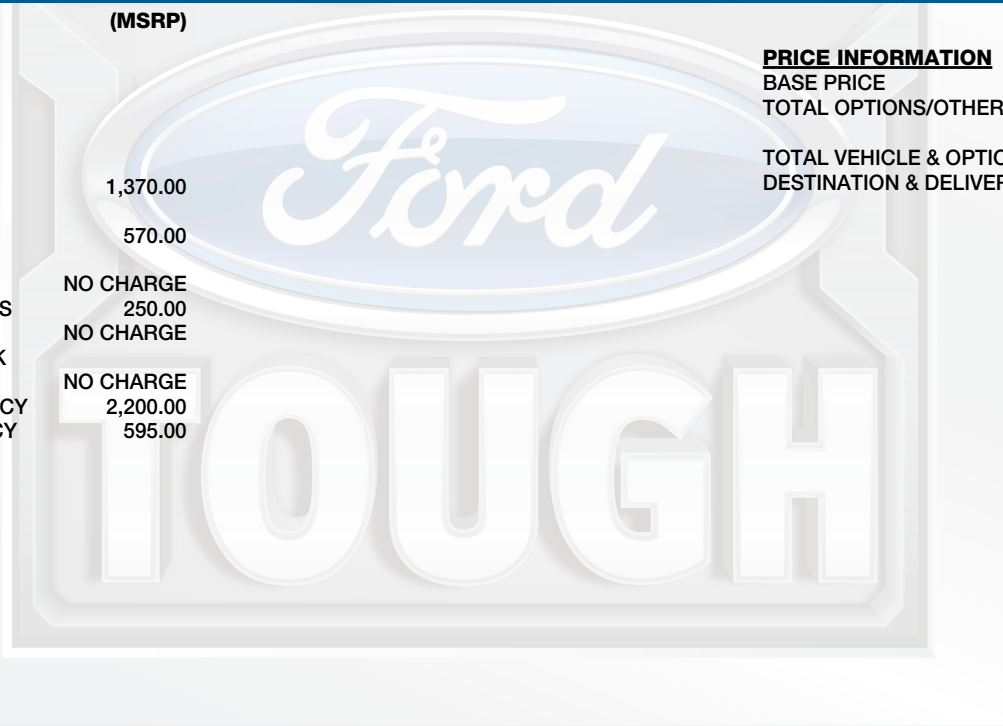 (MSRP)
1,370.00
570.00
NO CHARGE
S 250.00
NO CHARGE
K
NO CHARGE
CY 2,200.00
CY 595.00
PRICE INFORMATION
BASE PRICE
TOTAL OPTIONS/OTHER
TOTAL VEHICLE & OPTIO
DESTINATION & DELIVER
Ford
TOUGH